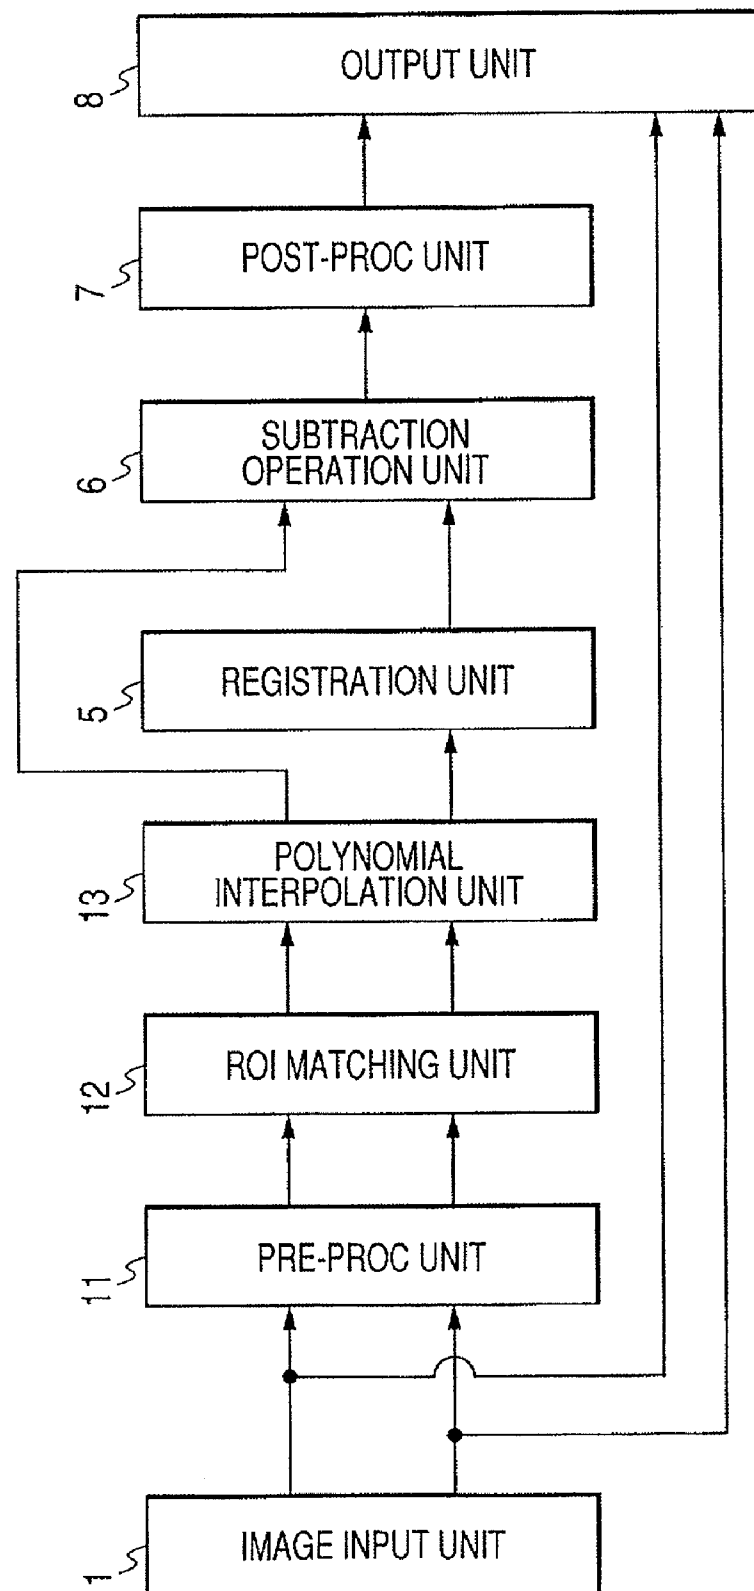 8
OUTPUT UNIT
7
POST-PROC UNIT
6
SUBTRACTION
OPERATION UNIT
5
REGISTRATION UNIT
13
POLYNOMIAL
INTERPOLATION UNIT
12
ROI MATCHING UNIT
11
PRE-PROC UNIT
1
IMAGE INPUT UNIT